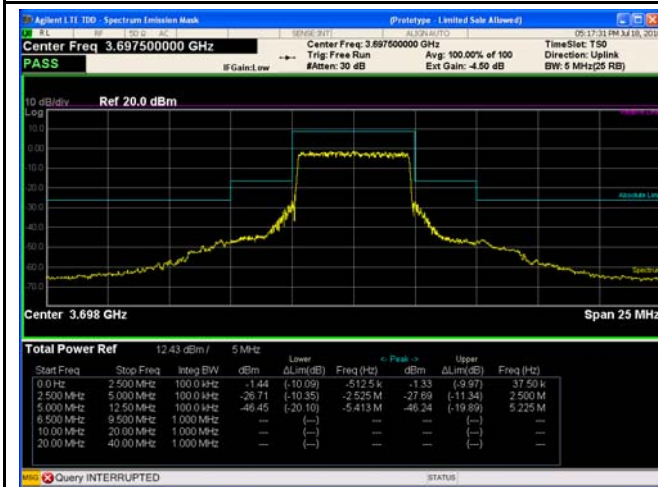 Agilent LTE TDD - Spectrum Emission Mask (Prototype - Limited Sale Allowed)
RL RF 50 Ω AC SENSE:INT ALIGN AUTO 05:17:31 PM Jul 18, 201
Center Freq 3.697500000 GHz Center Freq: 3.697500000 GHz TimeSlot: TS0
Trig: Free Run Avg: 100.00% of 100 Direction: Uplink
PASS IFGain:Low #Atten: 30 dB Ext Gain: -4.50 dB BW: 5 MHz(25 RB)
10 dB/div Ref 20.0 dBm
Log
10.0
0.00
-10.0
-20.0 Absolute Limi
-30.0
-40.0
-50.0
-60.0 Spectru
-70.0
Center 3.698 GHz Span 25 MHz
Total Power Ref 12.43 dBm / 5 MHz
Lower <- Peak -> Upper
Start Freq Stop Freq Integ BW dBm ΔLim(dB) Freq (Hz) dBm ΔLim(dB) Freq (Hz)
0.0 Hz 2.500 MHz 100.0 kHz -1.44 (-10.09) -512.5 k -1.33 (-9.97) 37.50 k
2.500 MHz 5.000 MHz 100.0 kHz -26.71 (-10.35) -2.525 M -27.69 (-11.34) 2.500 M
5.000 MHz 12.50 MHz 100.0 kHz -46.45 (-20.10) -5.413 M -46.24 (-19.89) 5.225 M
6.500 MHz 9.500 MHz 1.000 MHz --- (---) --- --- (---) ---
10.00 MHz 20.00 MHz 1.000 MHz --- (---) --- --- (---) ---
20.00 MHz 40.00 MHz 1.000 MHz --- (---) --- --- (---) ---
MSG Query INTERRUPTED STATUS